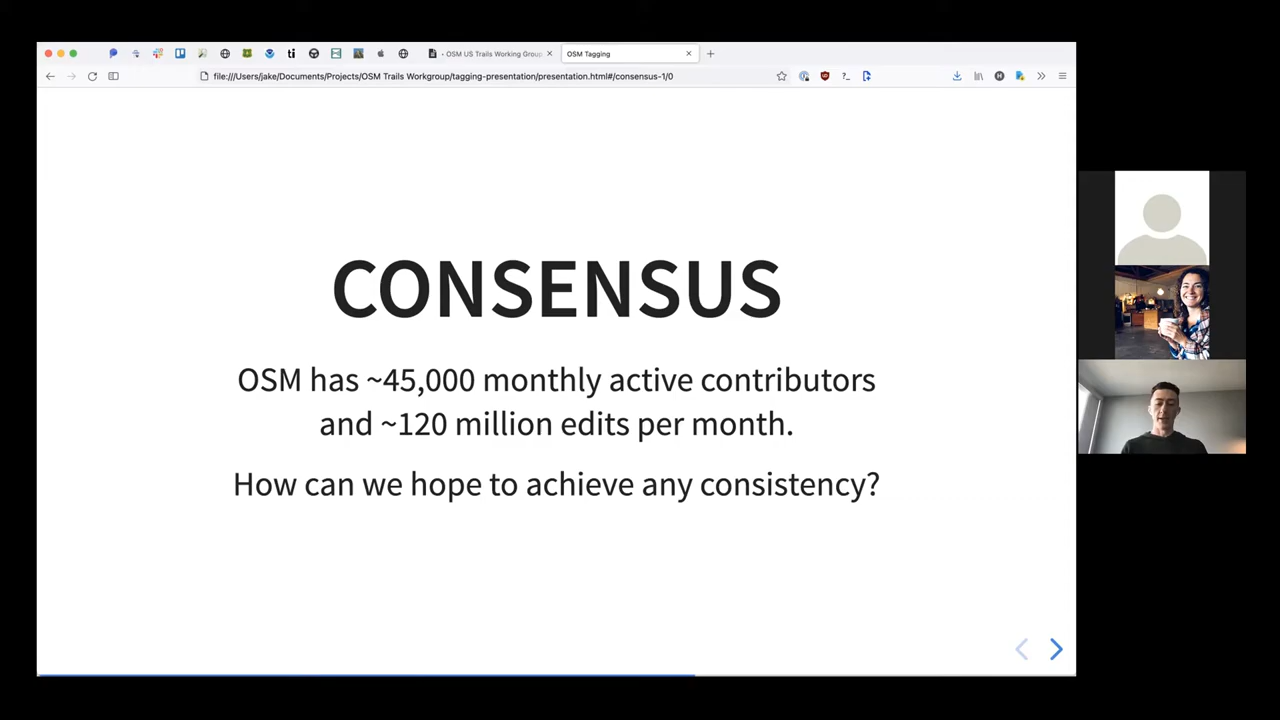 OSM US Trails Working Group
OSM Tagging
file:///Users/jake/Documents/Projects/OSM Trails Workgroup/tagging-presentation/presentation.html#/consensus-1/0
CONSENSUS
OSM has ~45,000 monthly active contributors
and ~120 million edits per month.
How can we hope to achieve any consistency?